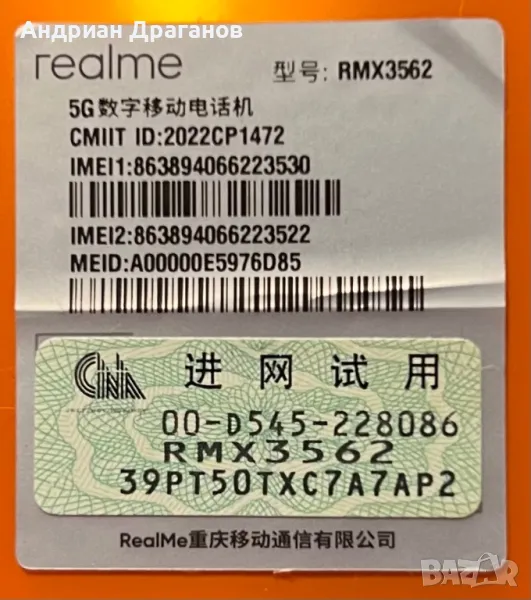 Андриан Драганов
realme
型号: RMX3562
5G数字移动电话机
CMIIT ID:2022CP1472
IMEI1:863894066223530
IMEI2:863894066223522
MEID:A00000E5976D85
CNA
进网试用
00-D545-228086
RMX3562
39PT50TXC7A7AP2
RealMe重庆移动通信有限公司
BAZAR